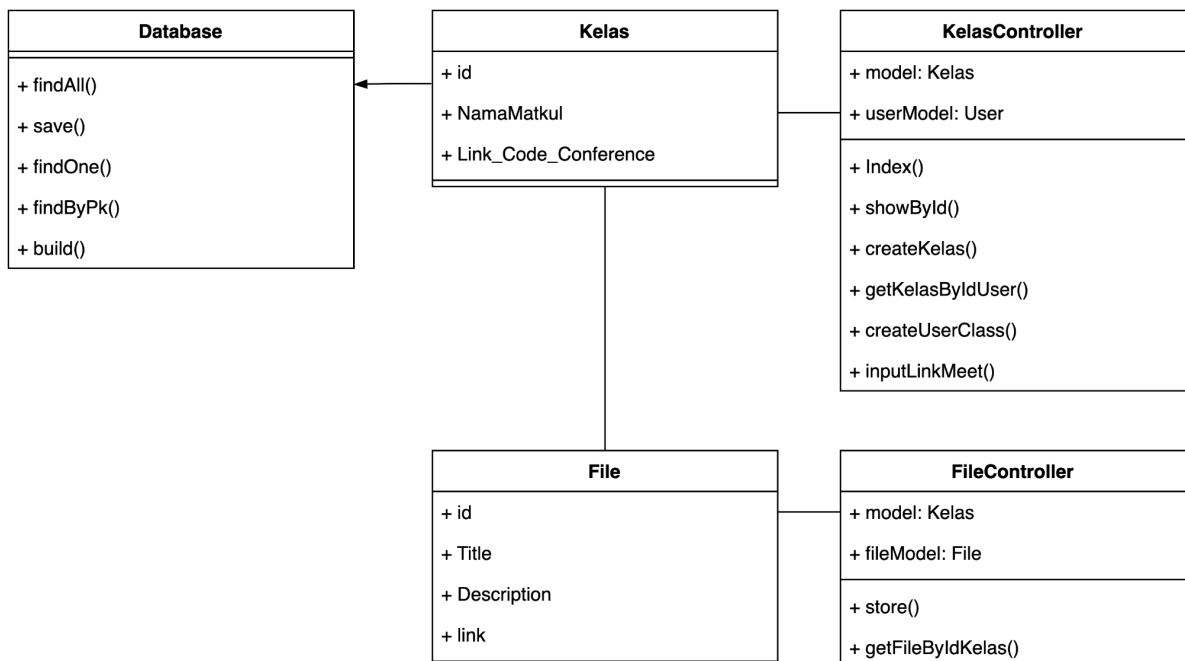 Database
+ findAll()
+ save()
+ findOne()
+ findByPk()
+ build()
Kelas
+ id
+ NamaMatkul
+ Link_Code_Conference
KelasController
+ model: Kelas
+ userModel: User
+ Index()
+ showById()
+ createKelas()
+ getKelasByIdUser()
+ createUserClass()
+ inputLinkMeet()
File
+ id
+ Title
+ Description
+ link
FileController
+ model: Kelas
+ fileModel: File
+ store()
+ getFileByIdKelas()